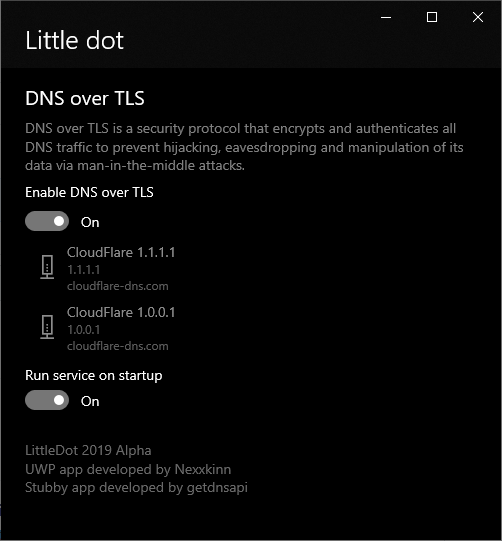 Little dot
DNS over TLS
DNS over TLS is a security protocol that encrypts and authenticates all
DNS traffic to prevent hijacking, eavesdropping and manipulation of its
data via man-in-the-middle attacks.
Enable DNS over TLS
On
CloudFlare 1.1.1.1
1.1.1.1
cloudflare-dns.com
CloudFlare 1.0.0.1
1.0.0.1
cloudflare-dns.com
Run service on startup
On
LittleDot 2019 Alpha
UWP app developed by Nexxkinn
Stubby app developed by getdnsapi